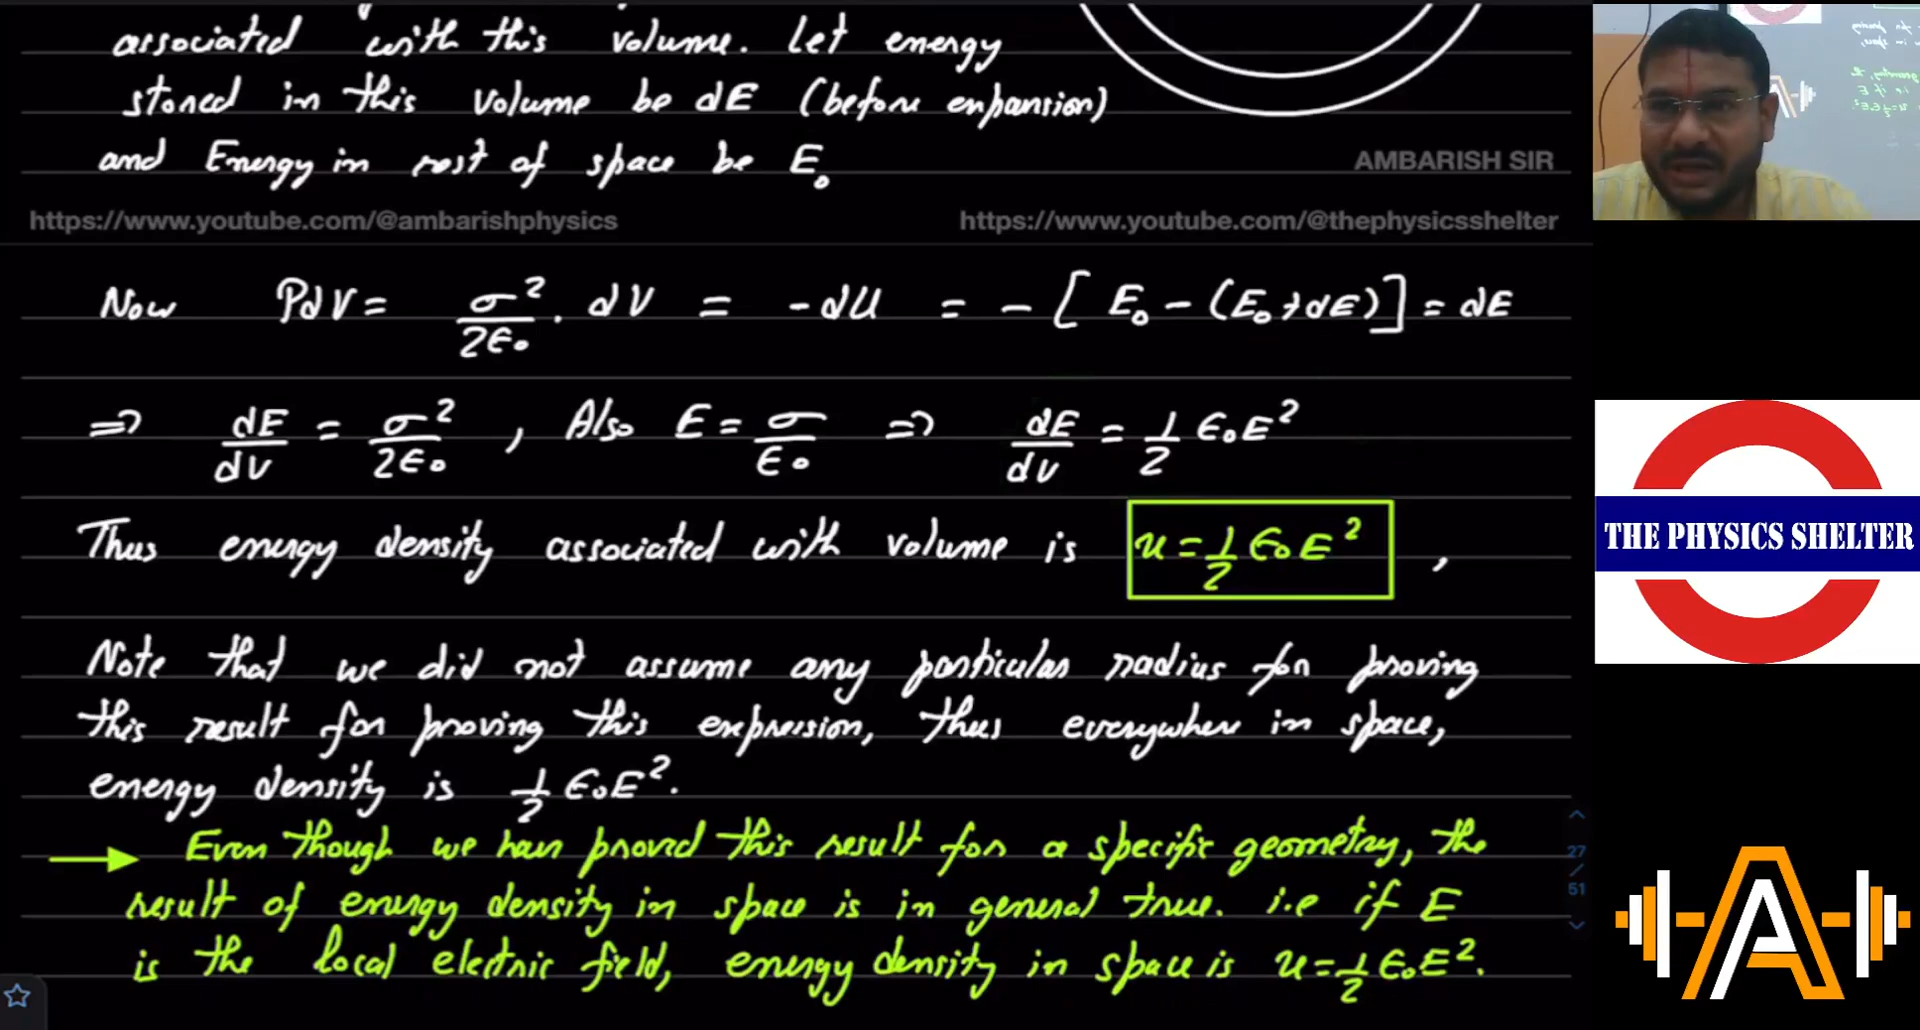 associated with this volume. Let energy
stored in this volume be dE (before expansion)
and Energy in rest of space be E₀
AMBARISH SIR
https://www.youtube.com/@ambarishphysics
https://www.youtube.com/@thephysicsshelter
Now PdV = σ²/2ϵ₀ . dV = -dU = -[E₀ - (E₀+dE)] = dE
=> dE/dV = σ²/2ϵ₀ , Also E = σ/ϵ₀ => dE/dV = 1/2 ϵ₀E²
Thus energy density associated with volume is u = 1/2 ϵ₀E² ,
Note that we did not assume any particular radius for proving
this result for proving this expression, thus everywhere in space,
energy density is 1/2 ϵ₀E².
→ Even though we have proved this result for a specific geometry, the
result of energy density in space is in general true. i.e if E
is the local electric field, energy density in space is u = 1/2 ϵ₀E².
27
/
51
THE PHYSICS SHELTER